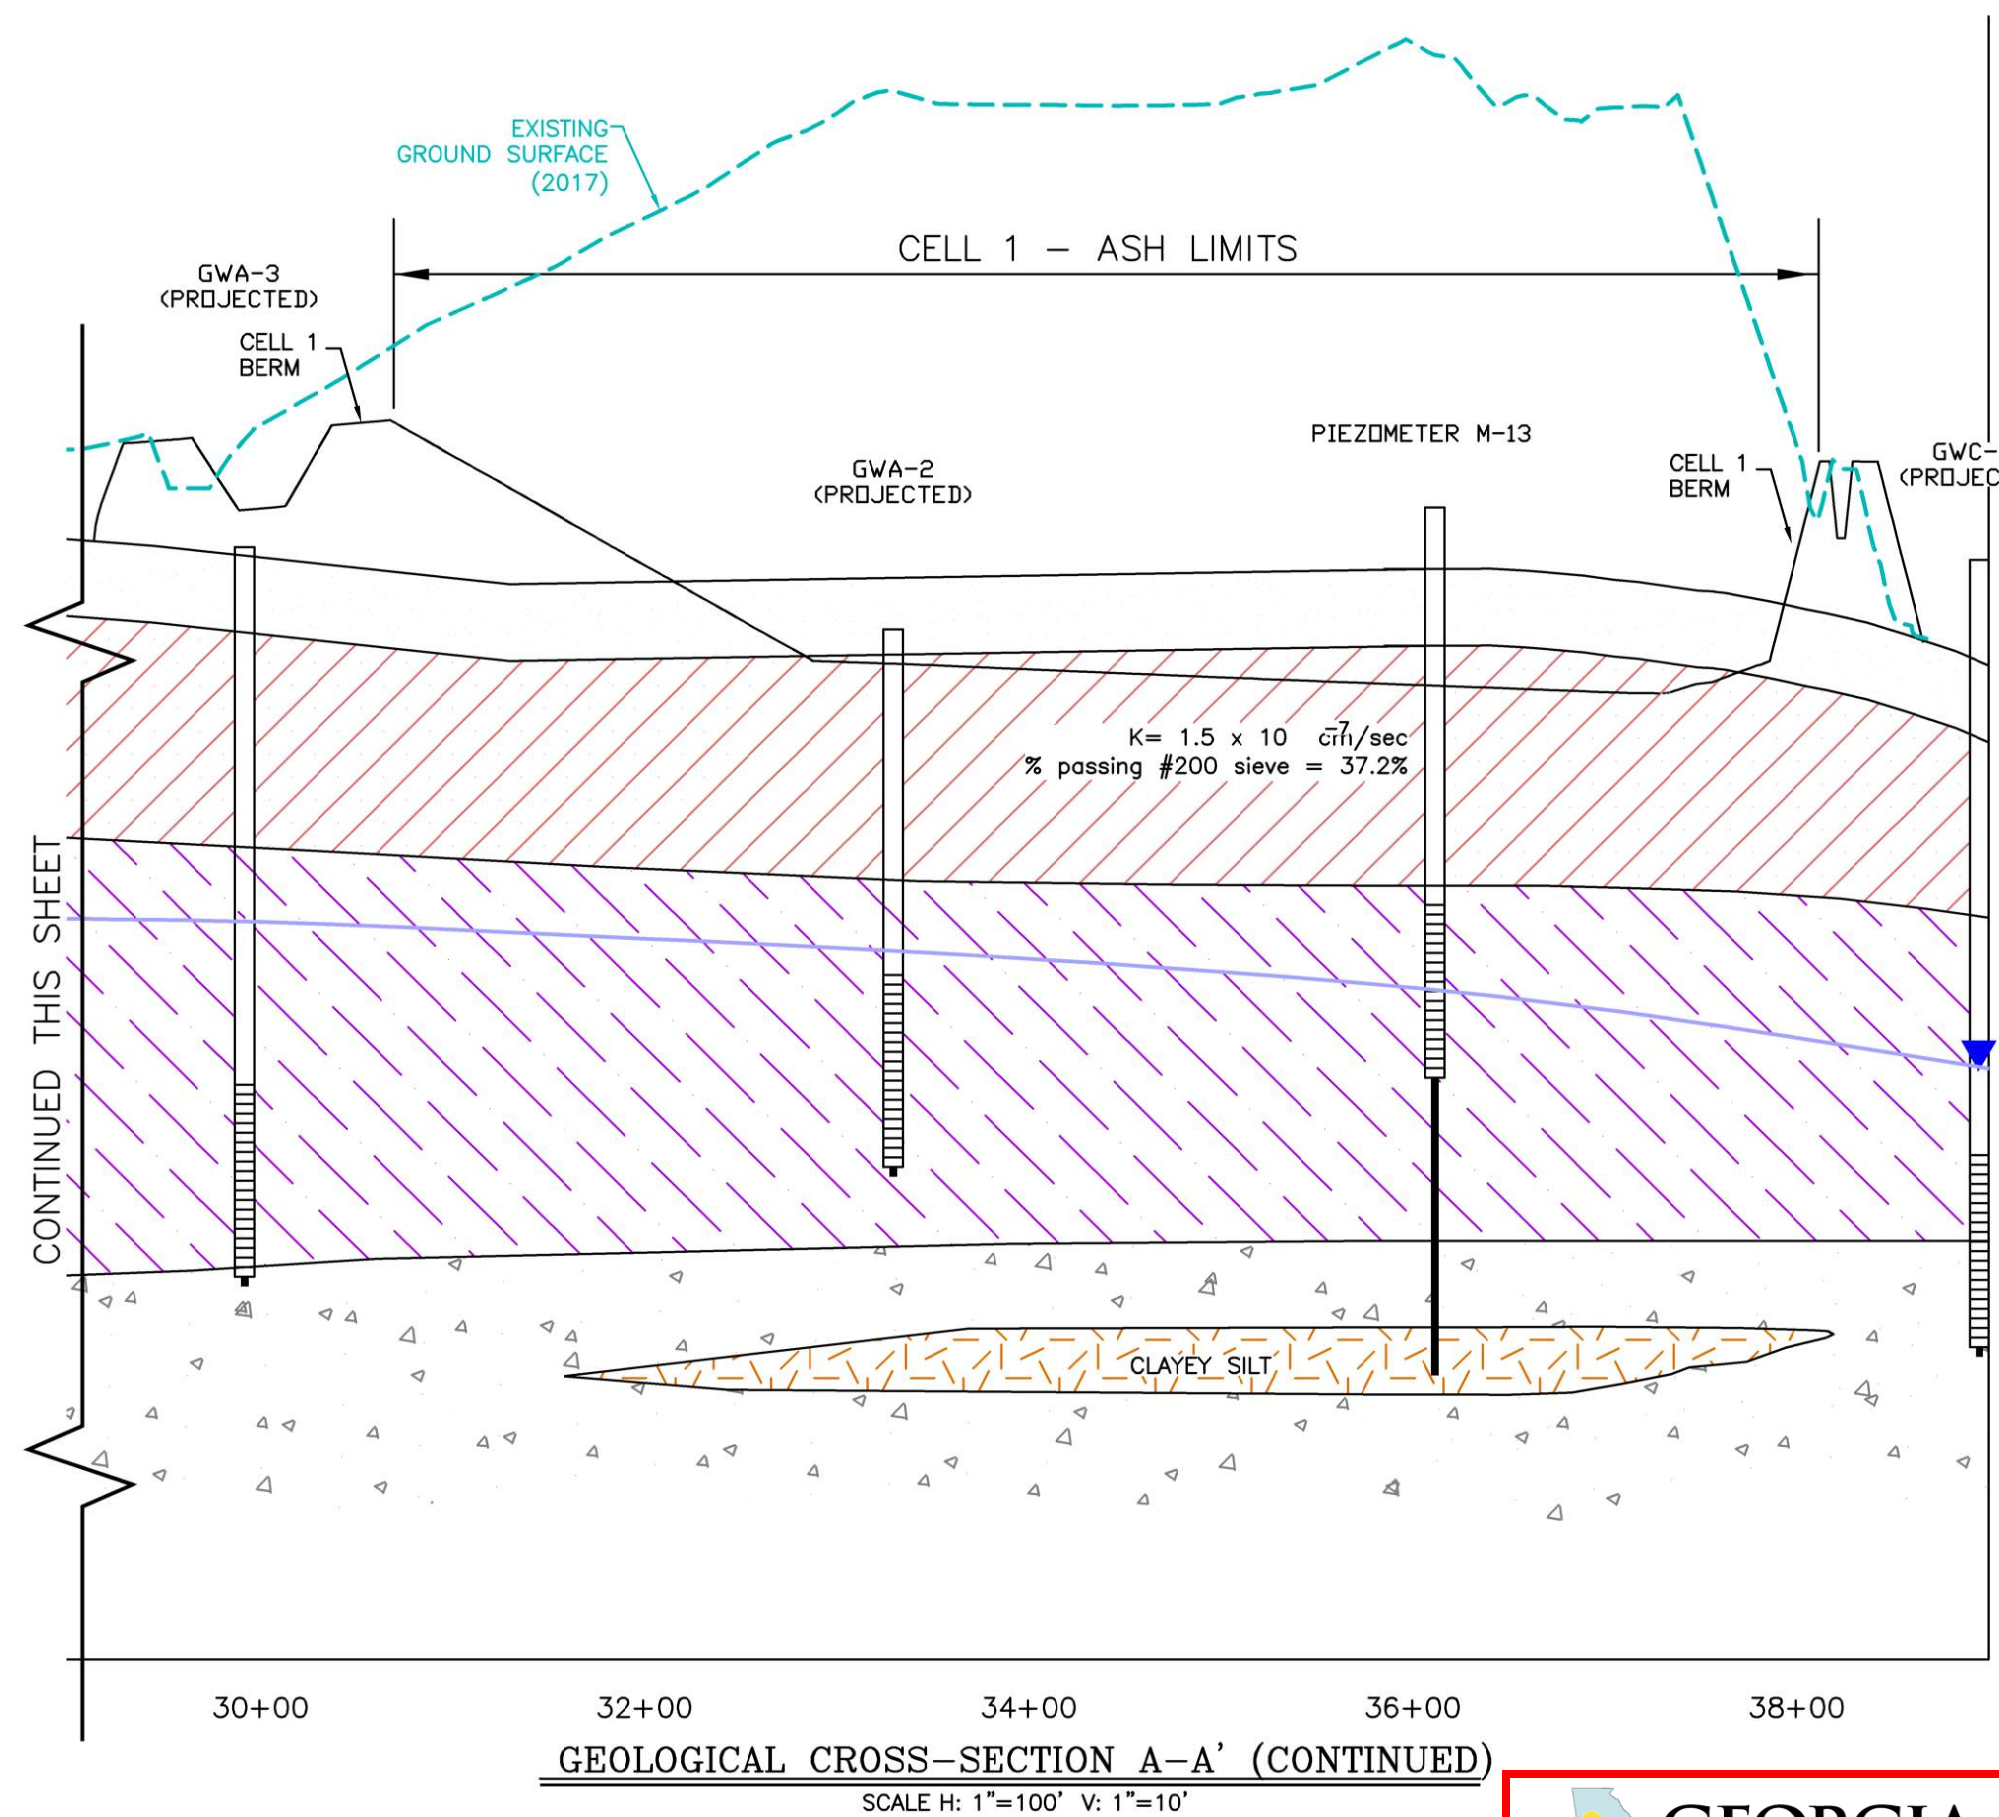 EXISTING
GROUND SURFACE
(2017)
CELL 1 – ASH LIMITS
GWA-3
(PROJECTED)
CELL 1
BERM
PIEZOMETER M-13
GWA-2
(PROJECTED)
CELL 1
BERM
GWC-
(PROJEC
K= 1.5 x 10 -7 cm/sec
% passing #200 sieve = 37.2%
CONTINUED THIS SHEET
CLAYEY SILT
30+00 32+00 34+00 36+00 38+00
GEOLOGICAL CROSS-SECTION A-A' (CONTINUED)
SCALE H: 1"=100' V: 1"=10'
GEORGIA